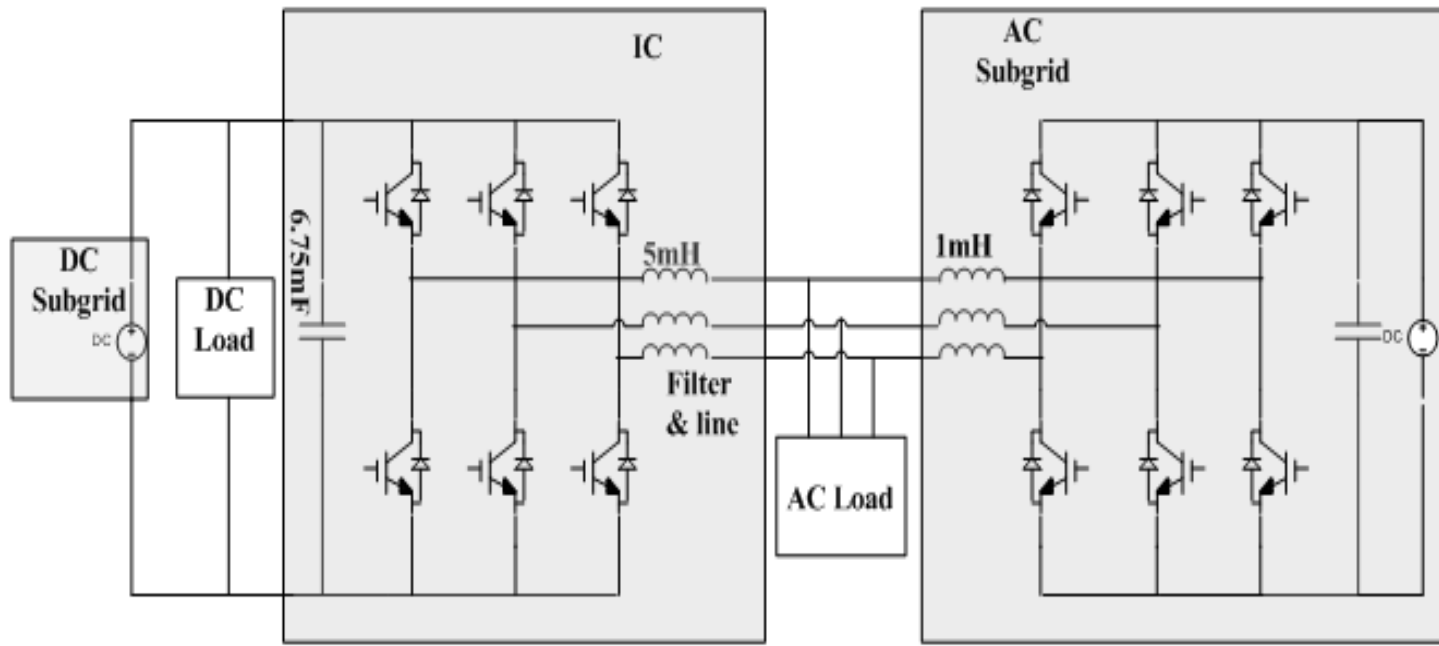 IC
AC
Subgrid
DC
Subgrid
DC
DC
Load
6.75mF
5mH
Filter
& line
1mH
AC Load
DC